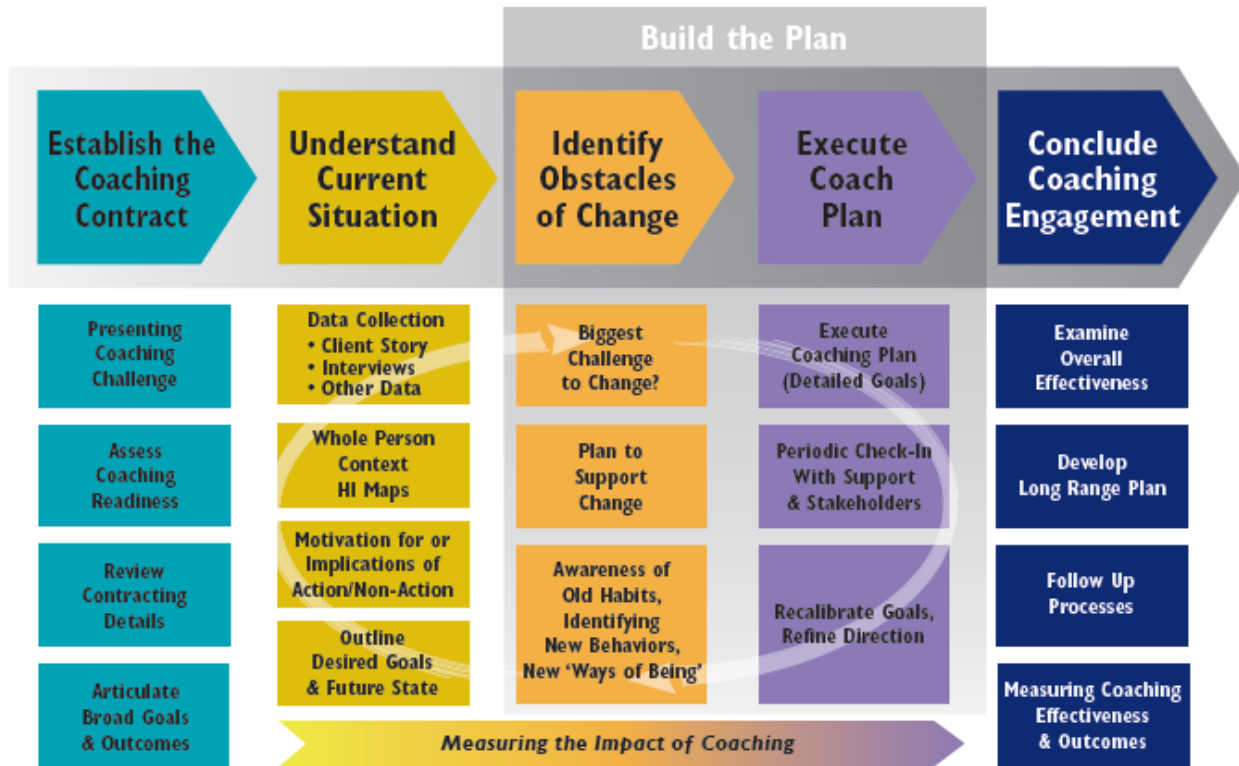 Build the Plan
Establish the
Coaching
Contract
Understand
Current
Situation
Identify
Obstacles
of Change
Execute
Coach
Plan
Conclude
Coaching
Engagement
Presenting
Coaching
Challenge
Assess
Coaching
Readiness
Review
Contracting
Details
Articulate
Broad Goals
& Outcomes
Data Collection
• Client Story
• Interviews
• Other Data
Whole Person
Context
HI Maps
Motivation for or
Implications of
Action/Non-Action
Outline
Desired Goals
& Future State
Biggest
Challenge
to Change?
Plan to
Support
Change
Awareness of
Old Habits,
Identifying
New Behaviors,
New ‘Ways of Being’
Execute
Coaching Plan
(Detailed Goals)
Periodic Check-In
With Support
& Stakeholders
Recalibrate Goals,
Refine Direction
Examine
Overall
Effectiveness
Develop
Long Range Plan
Follow Up
Processes
Measuring Coaching
Effectiveness
& Outcomes
Measuring the Impact of Coaching